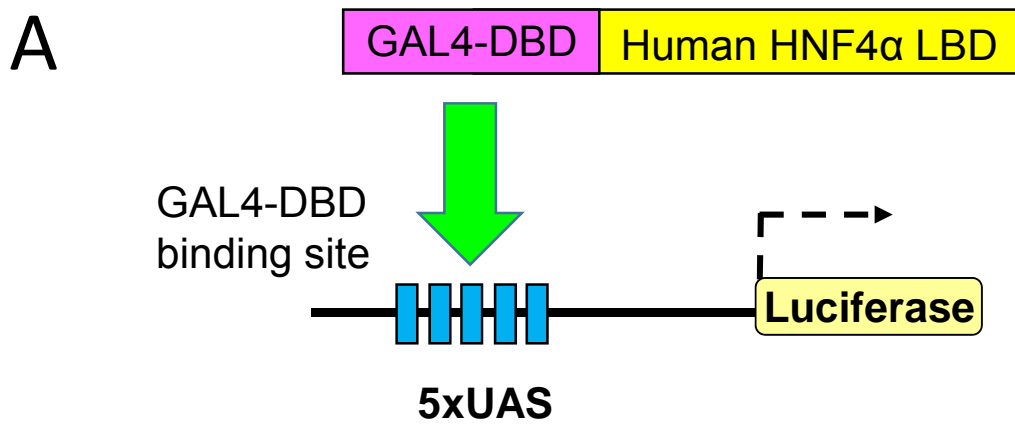 A
GAL4-DBD
Human HNF4α LBD
GAL4-DBD
binding site
Luciferase
5xUAS